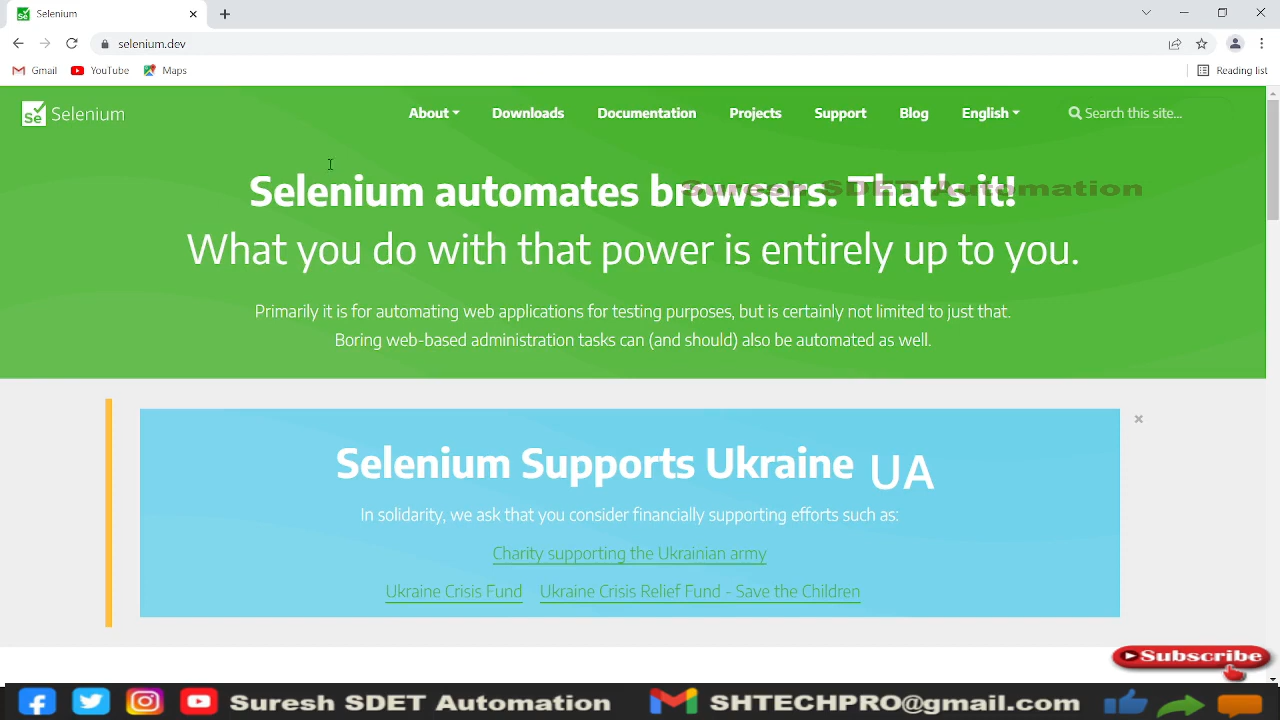 Selenium
selenium.dev
Gmail YouTube Maps Reading list
Se Selenium About Downloads Documentation Projects Support Blog English Search this site...
Selenium automates browsers. That's it!
Suresh SDET Automation
What you do with that power is entirely up to you.
Primarily it is for automating web applications for testing purposes, but is certainly not limited to just that.
Boring web-based administration tasks can (and should) also be automated as well.
Selenium Supports Ukraine UA
In solidarity, we ask that you consider financially supporting efforts such as:
Charity supporting the Ukrainian army
Ukraine Crisis Fund Ukraine Crisis Relief Fund - Save the Children
Subscribe
Suresh SDET Automation SHTECHPRO@gmail.com